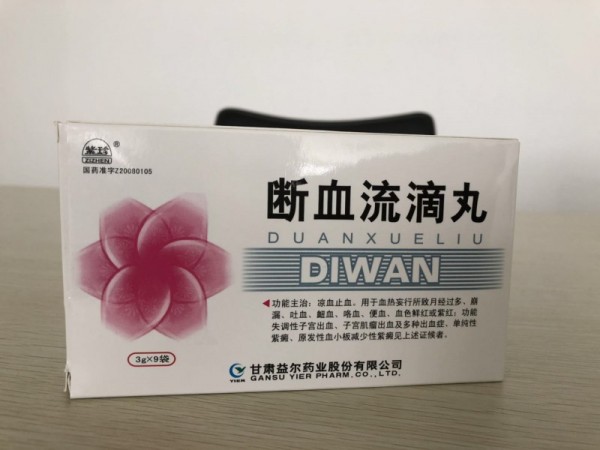 紫珍®
ZIZHEN
国药准字Z20080105
断血流滴丸
DUANXUELIU
DIWAN
◀功能主治：凉血止血。用于血热妄行所致月经过多、崩
漏、吐血、衄血、咯血、便血、血色鲜红或紫红；功能
失调性子宫出血、子宫肌瘤出血及多种出血症、单纯性
紫癜、原发性血小板减少性紫癜见上述证候者。
3g×9袋
YIER
甘肃益尔药业股份有限公司
GANSU YIER PHARM.CO.,LTD.